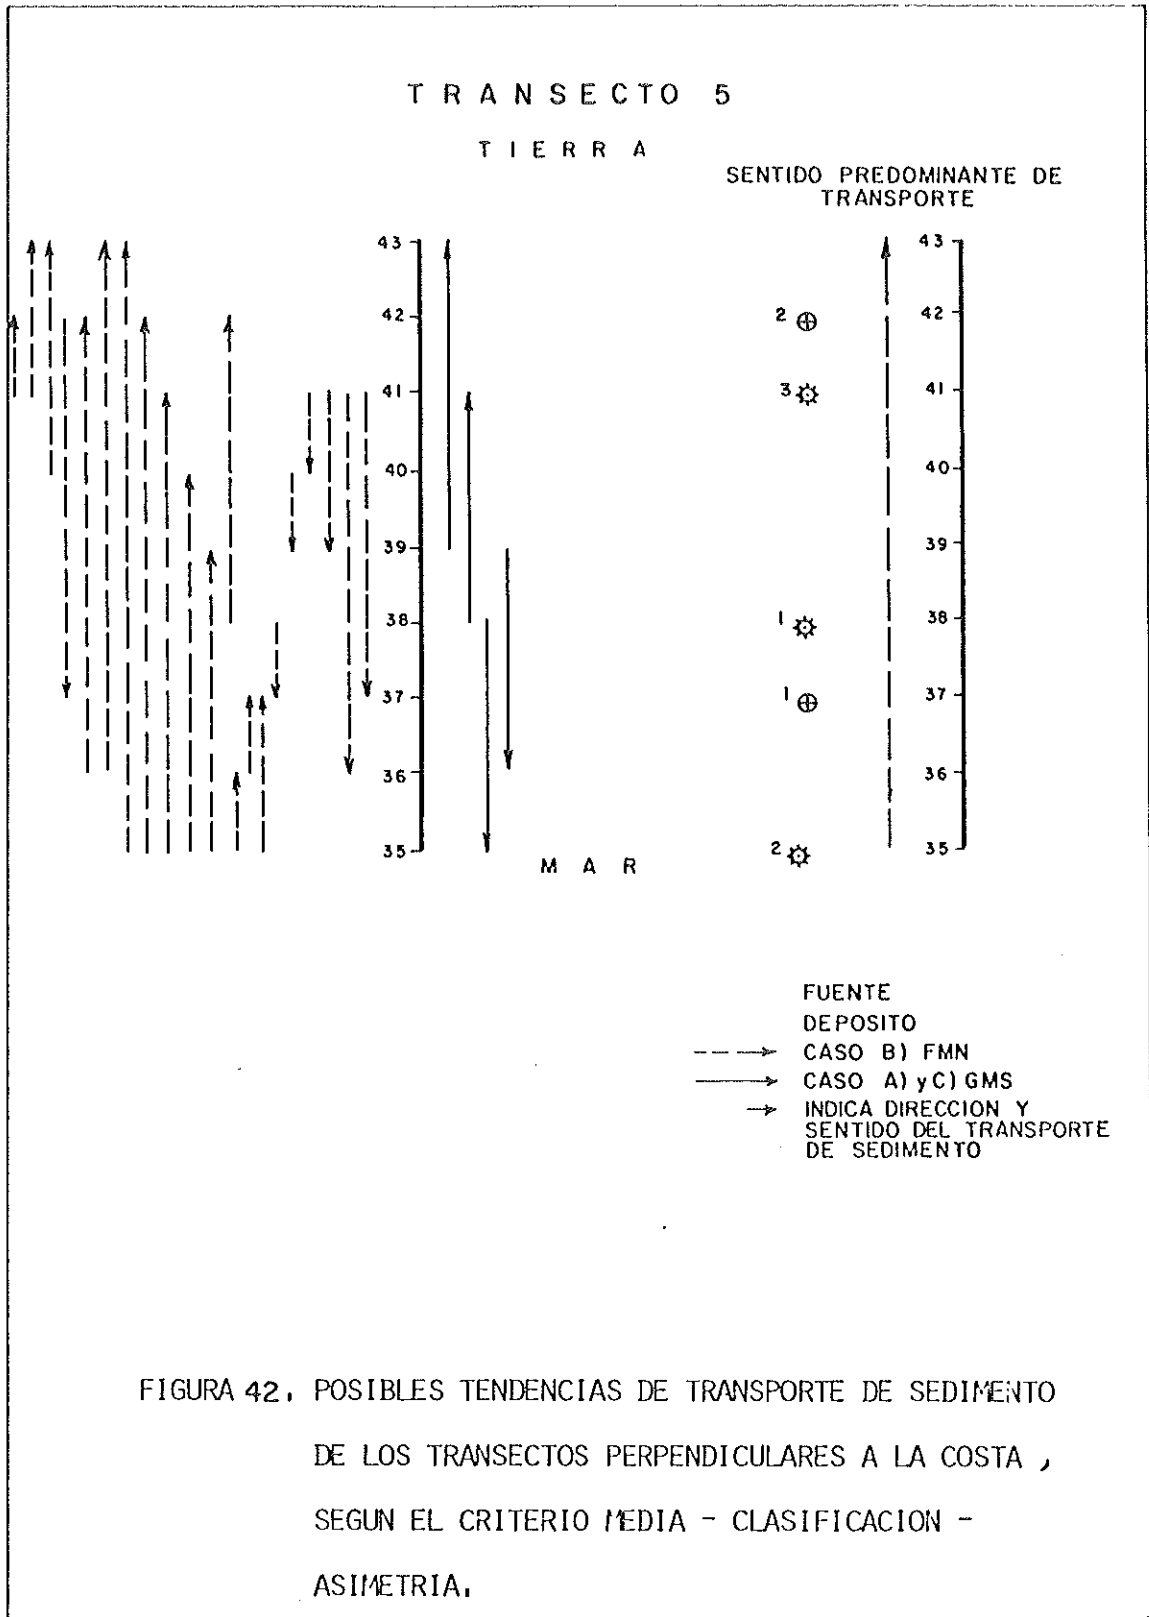 TRANSECTO 5
TIERRA
SENTIDO PREDOMINANTE DE
TRANSPORTE
43
42
41
40
39
38
37
36
35
MAR
2
3
1
1
2
43
42
41
40
39
38
37
36
35
FUENTE
DEPOSITO
CASO B) FMN
CASO A) y C) GMS
INDICA DIRECCION Y
SENTIDO DEL TRANSPORTE
DE SEDIMENTO
FIGURA 42. POSIBLES TENDENCIAS DE TRANSPORTE DE SEDIMENTO
DE LOS TRANSECTOS PERPENDICULARES A LA COSTA ,
SEGUN EL CRITERIO MEDIA - CLASIFICACION -
ASIMETRIA.